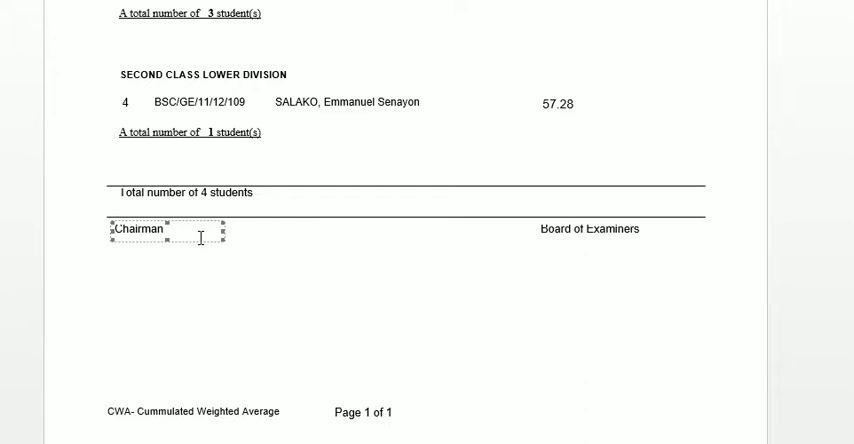 A total number of 3 student(s)
SECOND CLASS LOWER DIVISION
4 BSC/GE/11/12/109 SALAKO, Emmanuel Senayon 57.28
A total number of 1 student(s)
Total number of 4 students
Chairman Board of Examiners
CWA- Cummulated Weighted Average Page 1 of 1